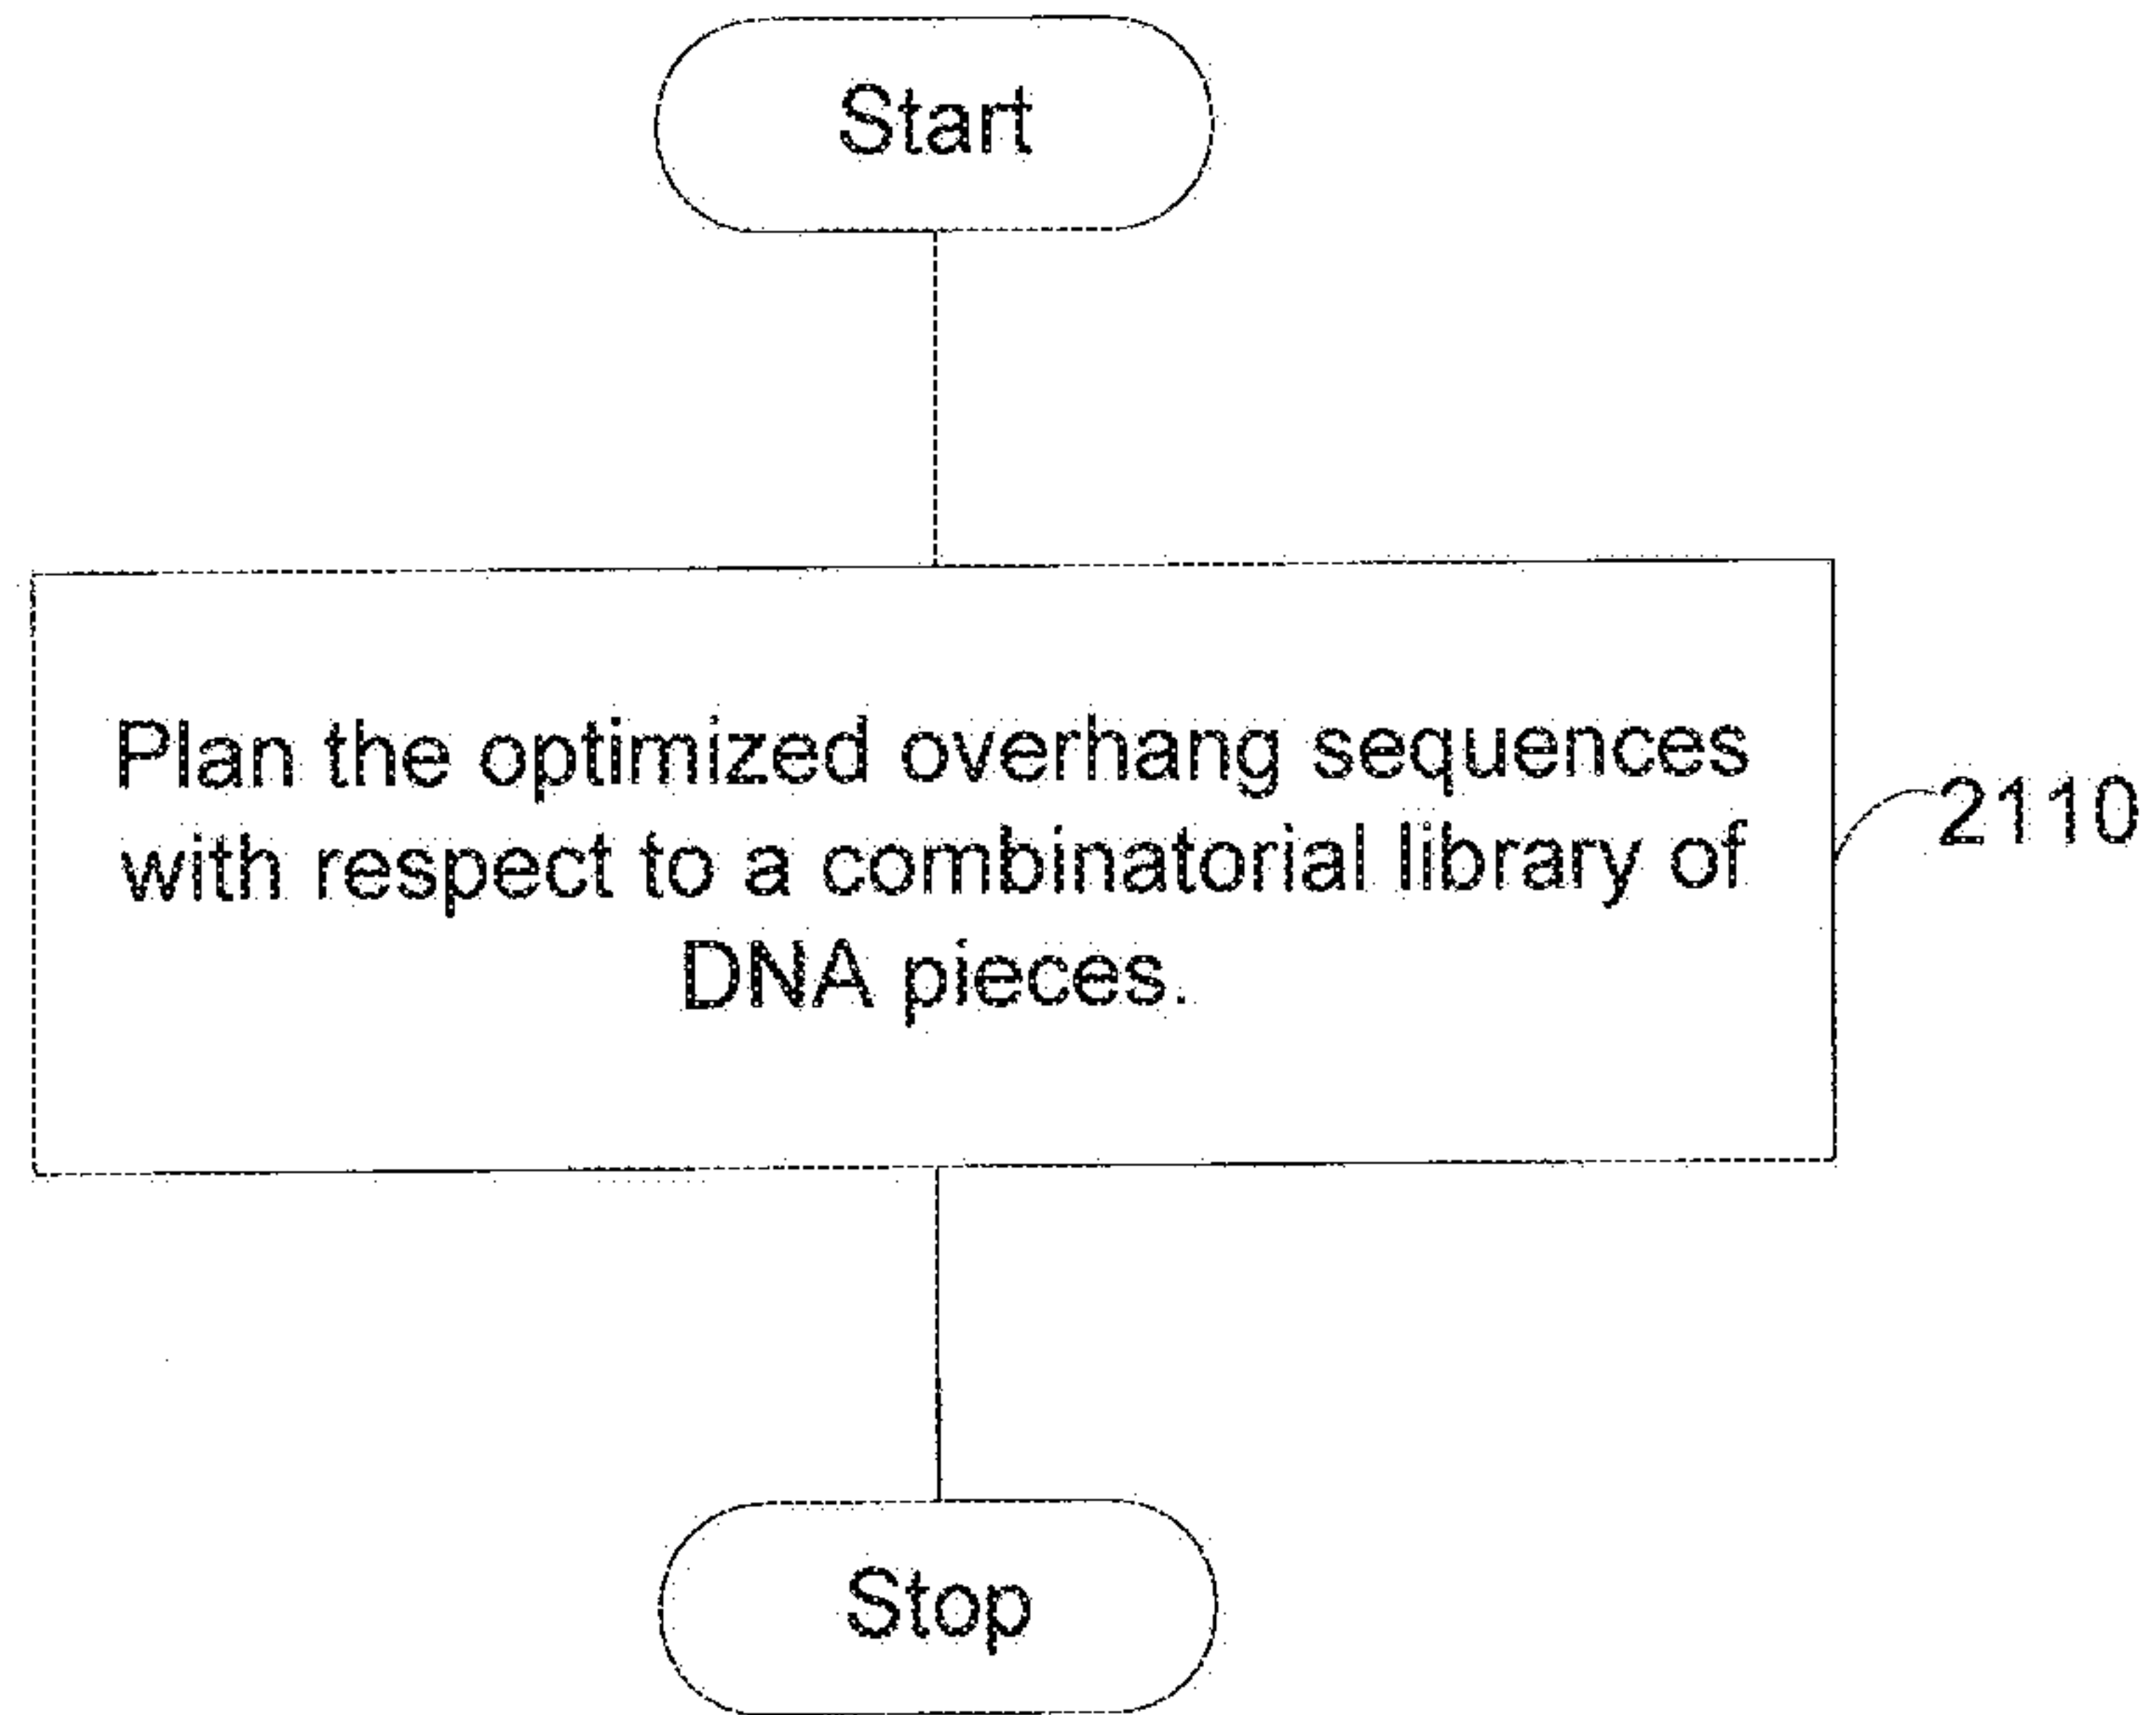 Start
Plan the optimized overhang sequences
with respect to a combinatorial library of
DNA pieces.
2110
Stop